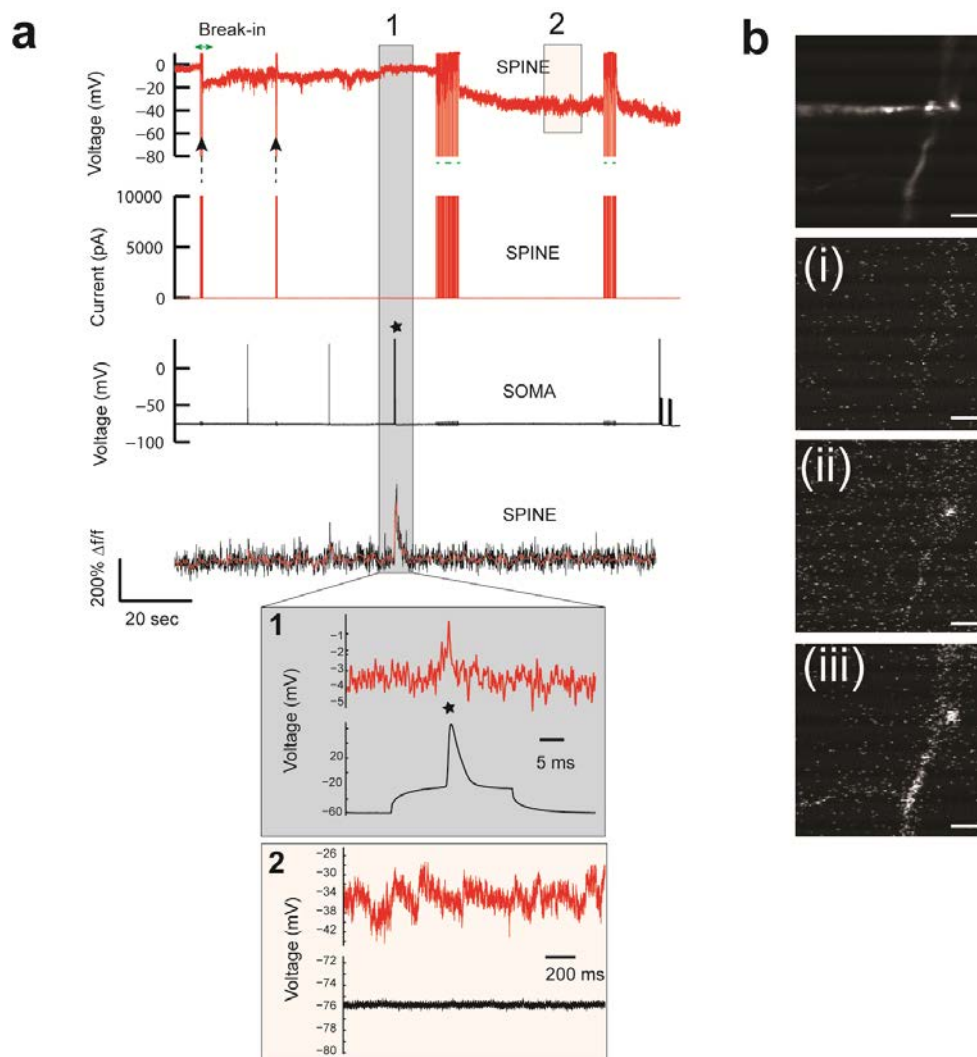 a
b
Break-in
1
2
SPINE
Voltage (mV)
0
−20
−40
−60
−80
Current (pA)
10000
5000
0
SPINE
Voltage (mV)
0
−50
−100
SOMA
SPINE
200% Δf/f
20 sec
1
Voltage (mV)
−1
−2
−3
−4
−5
20
−20
−60
5 ms
2
Voltage (mV)
−26
−30
−34
−38
−42
−72
−74
−76
−78
−80
200 ms
(i)
(ii)
(iii)